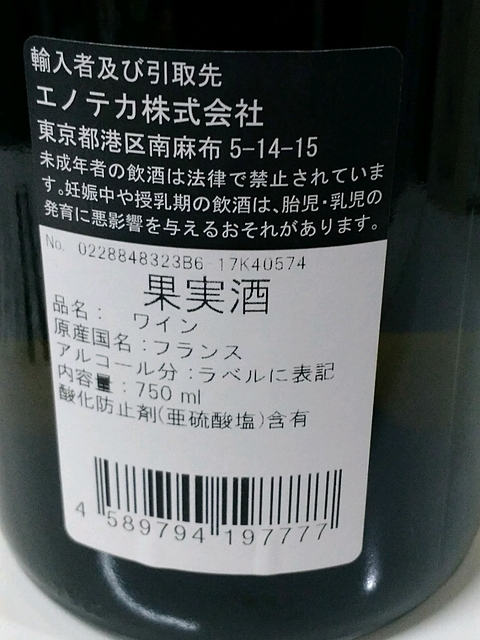 輸入者及び引取先
エノテカ株式会社
東京都港区南麻布 5-14-15
未成年者の飲酒は法律で禁止されていま
す。妊娠中や授乳期の飲酒は、胎児・乳児の
発育に悪影響を与えるおそれがあります。
No. 0228848323B6-17K40574
果実酒
品名： ワイン
原産国名：フランス
アルコール分：ラベルに表記
内容量：750 ml
酸化防止剤(亜硫酸塩)含有
4 589794 197777